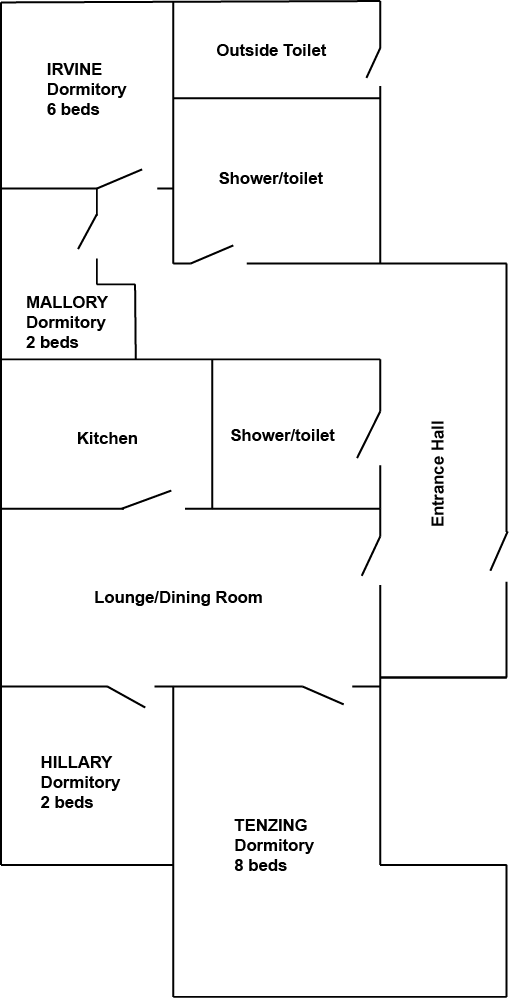 Outside Toilet
IRVINE
Dormitory
6 beds
Shower/toilet
MALLORY
Dormitory
2 beds
Kitchen
Shower/toilet
Entrance Hall
Lounge/Dining Room
HILLARY
Dormitory
2 beds
TENZING
Dormitory
8 beds